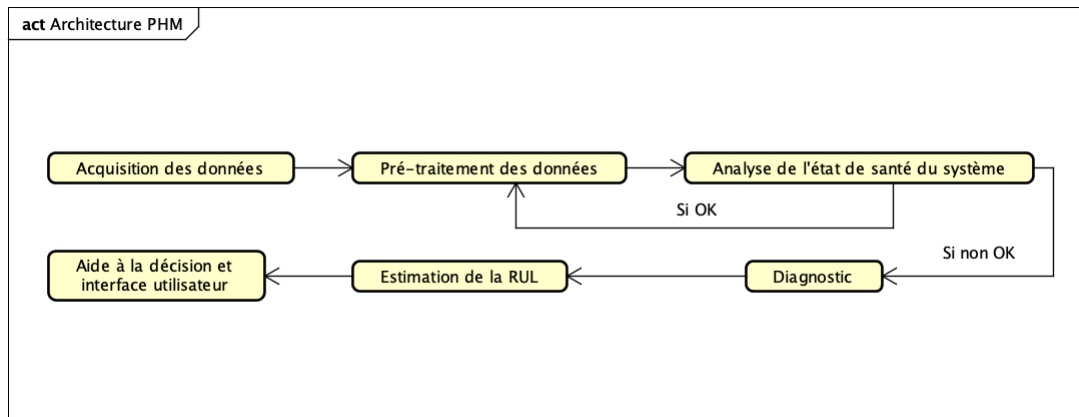 act Architecture PHM
Acquisition des données
Pré-traitement des données
Analyse de l'état de santé du système
Si OK
Si non OK
Aide à la décision et
interface utilisateur
Estimation de la RUL
Diagnostic